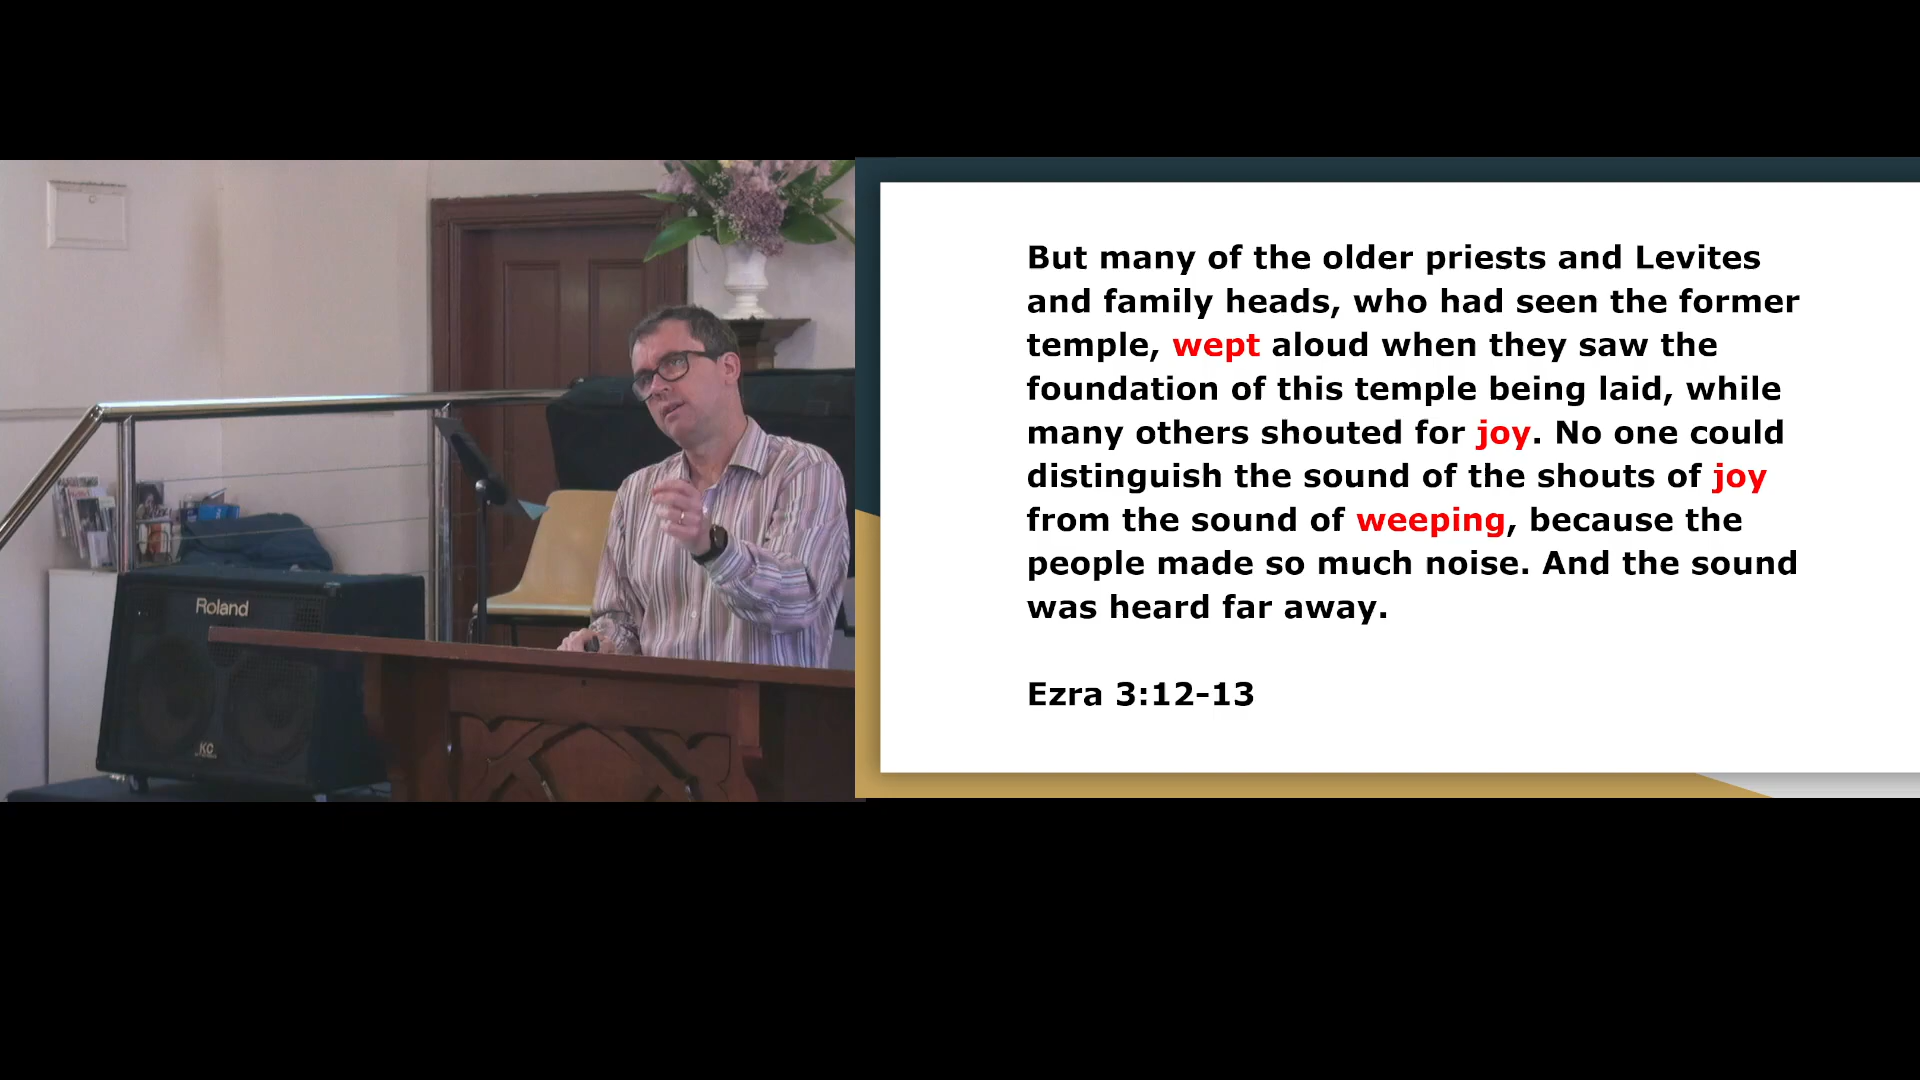 Roland
KC
But many of the older priests and Levites
and family heads, who had seen the former
temple, wept aloud when they saw the
foundation of this temple being laid, while
many others shouted for joy. No one could
distinguish the sound of the shouts of joy
from the sound of weeping, because the
people made so much noise. And the sound
was heard far away.
Ezra 3:12-13